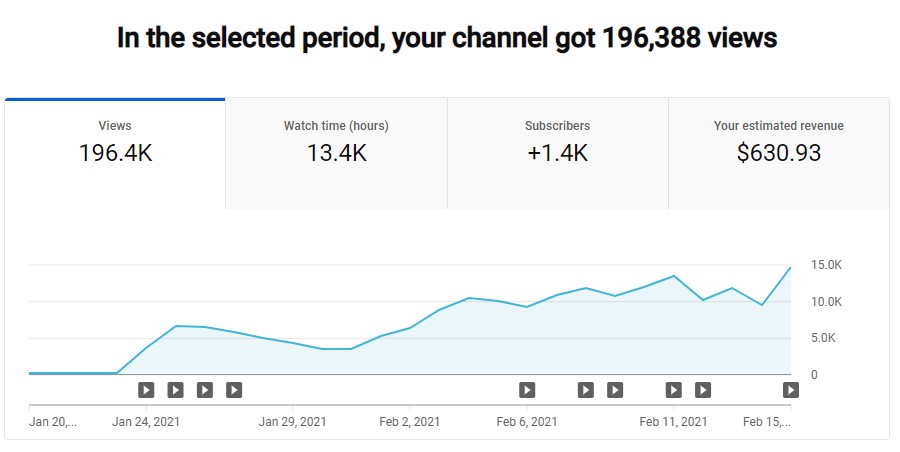 In the selected period, your channel got 196,388 views
Views
196.4K
Watch time (hours)
13.4K
Subscribers
+1.4K
Your estimated revenue
$630.93
15.0K
10.0K
5.0K
0
Jan 20,...
Jan 24, 2021
Jan 29, 2021
Feb 2, 2021
Feb 6, 2021
Feb 11, 2021
Feb 15,...